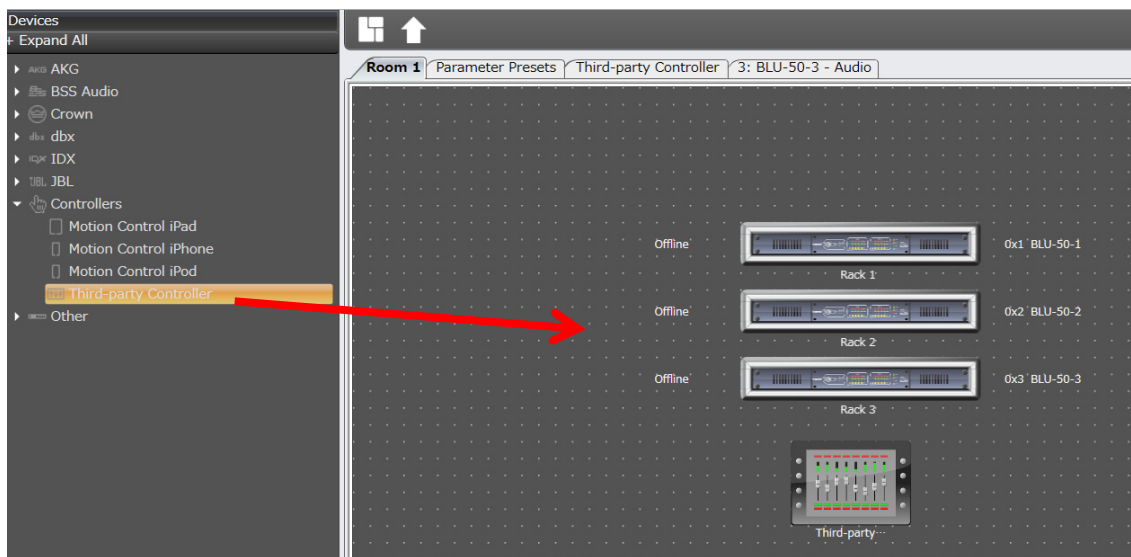 Devices
+ Expand All
AKG AKG
BSS Audio
Crown
dbx dbx
IDX IDX
JBL JBL
Controllers
Motion Control iPad
Motion Control iPhone
Motion Control iPod
Third-party Controller
Other
Room 1 Parameter Presets Third-party Controller 3: BLU-50-3 - Audio
Offline 0x1 BLU-50-1
Rack 1
Offline 0x2 BLU-50-2
Rack 2
Offline 0x3 BLU-50-3
Rack 3
Third-party...